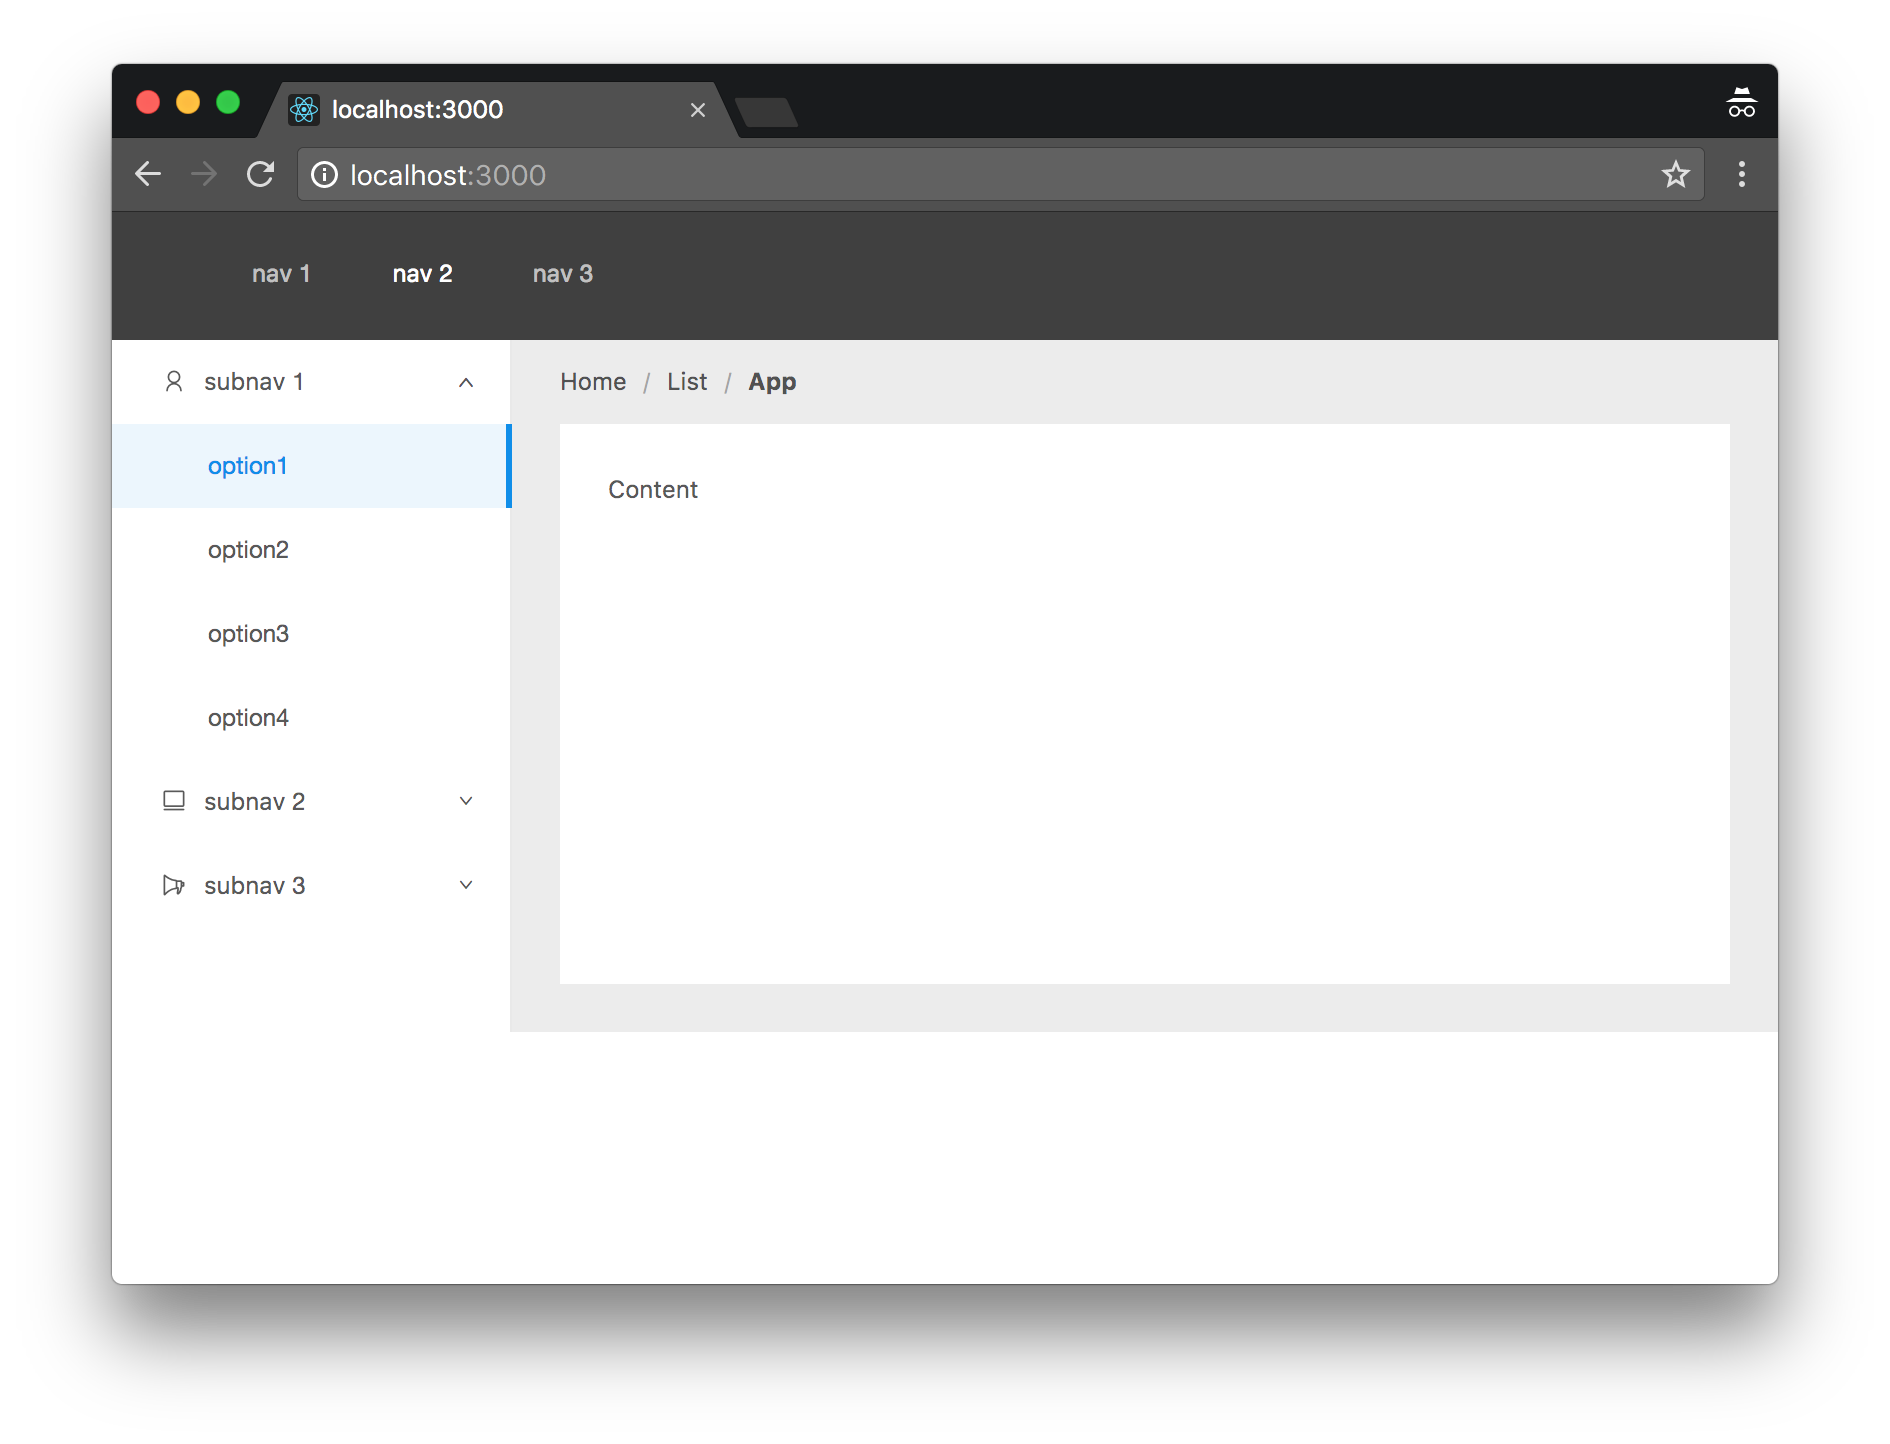 localhost:3000
localhost:3000
nav 1 nav 2 nav 3
subnav 1
Home / List / App
option1
Content
option2
option3
option4
subnav 2
subnav 3